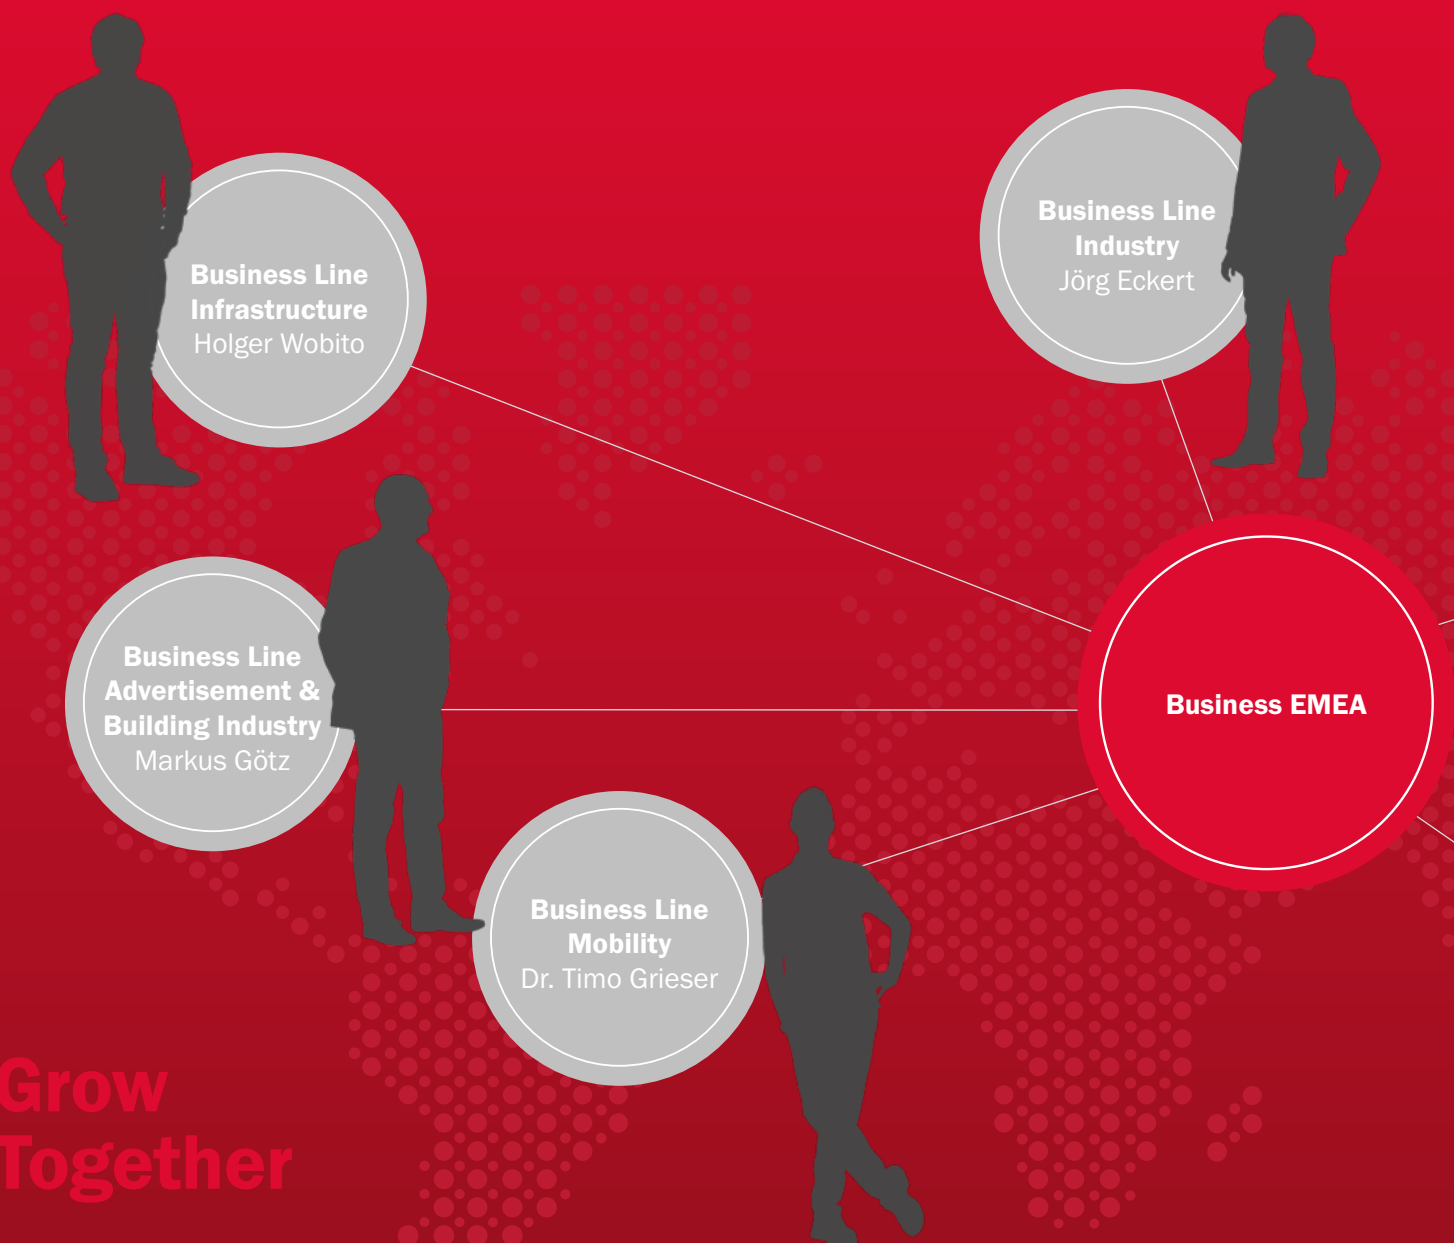 Business Line
Infrastructure
Holger Wobito
Business Line
Industry
Jörg Eckert
Business Line
Advertisement &
Building Industry
Markus Götz
Business EMEA
Business Line
Mobility
Dr. Timo Grieser
Grow
Together